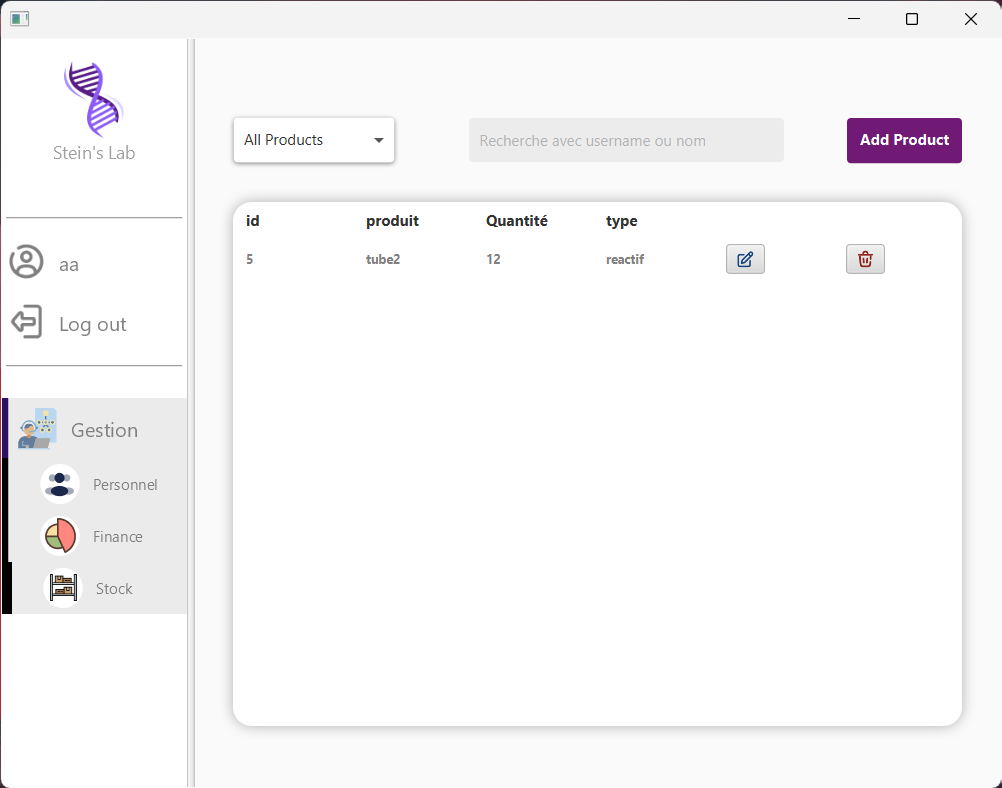 Stein's Lab
aa
Log out
Gestion
Personnel
Finance
Stock
All Products
Recherche avec username ou nom
Add Product
id produit Quantité type
5 tube2 12 reactif